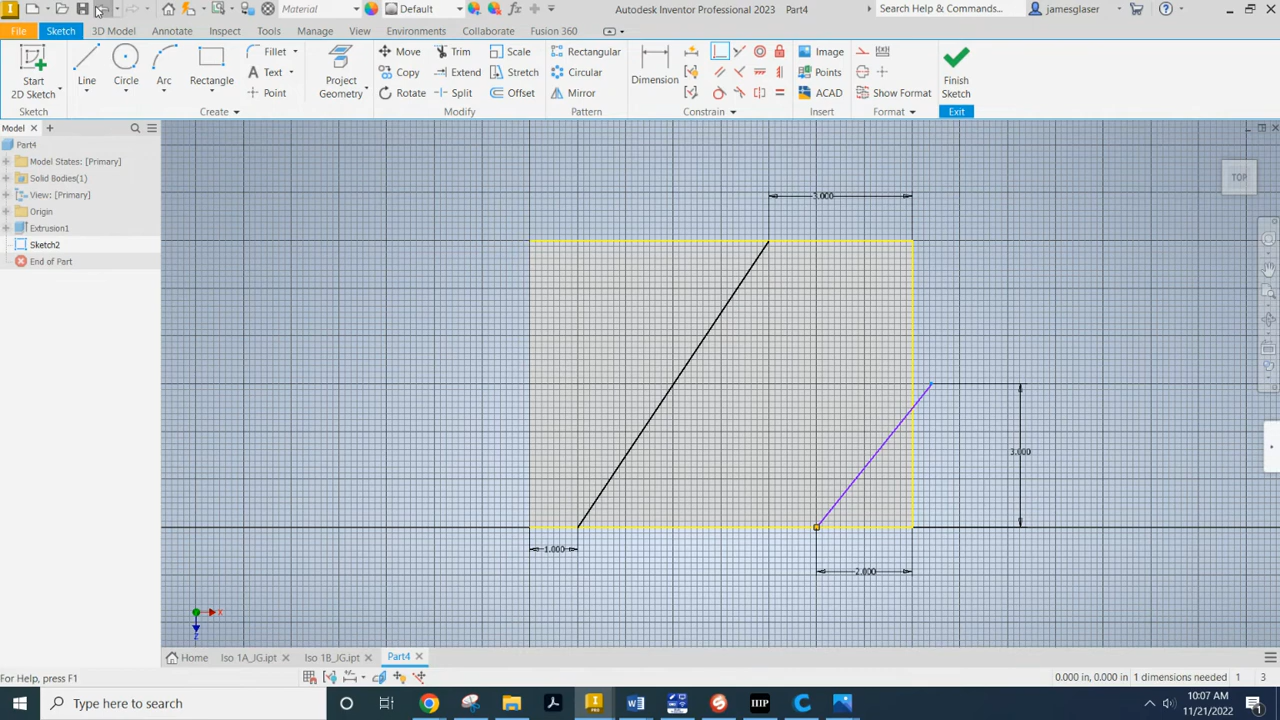 Material
Default
Autodesk Inventor Professional 2023 Part4
Search Help & Commands...
jamesglaser
File
Sketch
3D Model
Annotate
Inspect
Tools
Manage
View
Environments
Collaborate
Fusion 360
Start
2D Sketch
Line
Circle
Arc
Rectangle
Fillet
Text
Point
Project
Geometry
Move
Copy
Rotate
Trim
Extend
Split
Scale
Stretch
Offset
Rectangular
Circular
Mirror
Dimension
Image
Points
ACAD
Show Format
Finish
Sketch
Sketch
Create
Modify
Pattern
Constrain
Insert
Format
Exit
Model
Part4
Model States: [Primary]
Solid Bodies(1)
View: [Primary]
Origin
Extrusion1
Sketch2
End of Part
TOP
3.000
3.000
1.000
2.000
X
Z
Home
Iso 1A_JG.ipt
Iso 1B_JG.ipt
Part4
For Help, press F1
0.000 in, 0.000 in
1 dimensions needed
1
3
Type here to search
10:07 AM
11/21/2022